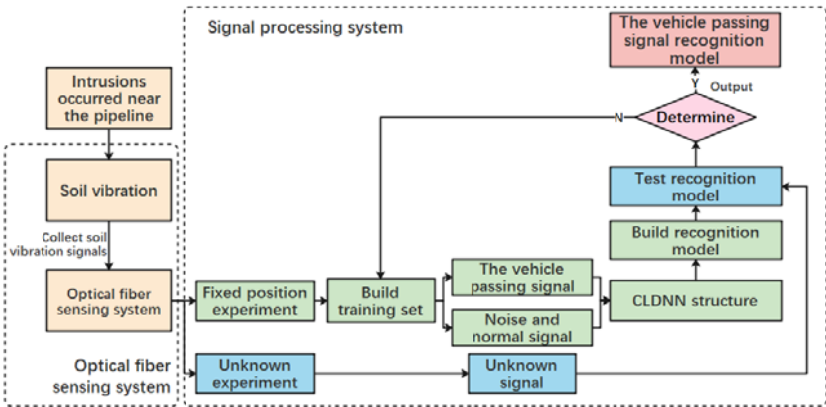 Signal processing system
The vehicle passing
signal recognition
model
Y
Output
Intrusions
occurred near
the pipeline
N
Determine
Soil vibration
Test recognition
model
Collect soil
vibration signals
Build recognition
model
Optical fiber
sensing system
Fixed position
experiment
Build
training set
The vehicle
passing signal
Noise and
normal signal
CLDNN structure
Optical fiber
sensing system
Unknown
experiment
Unknown
signal